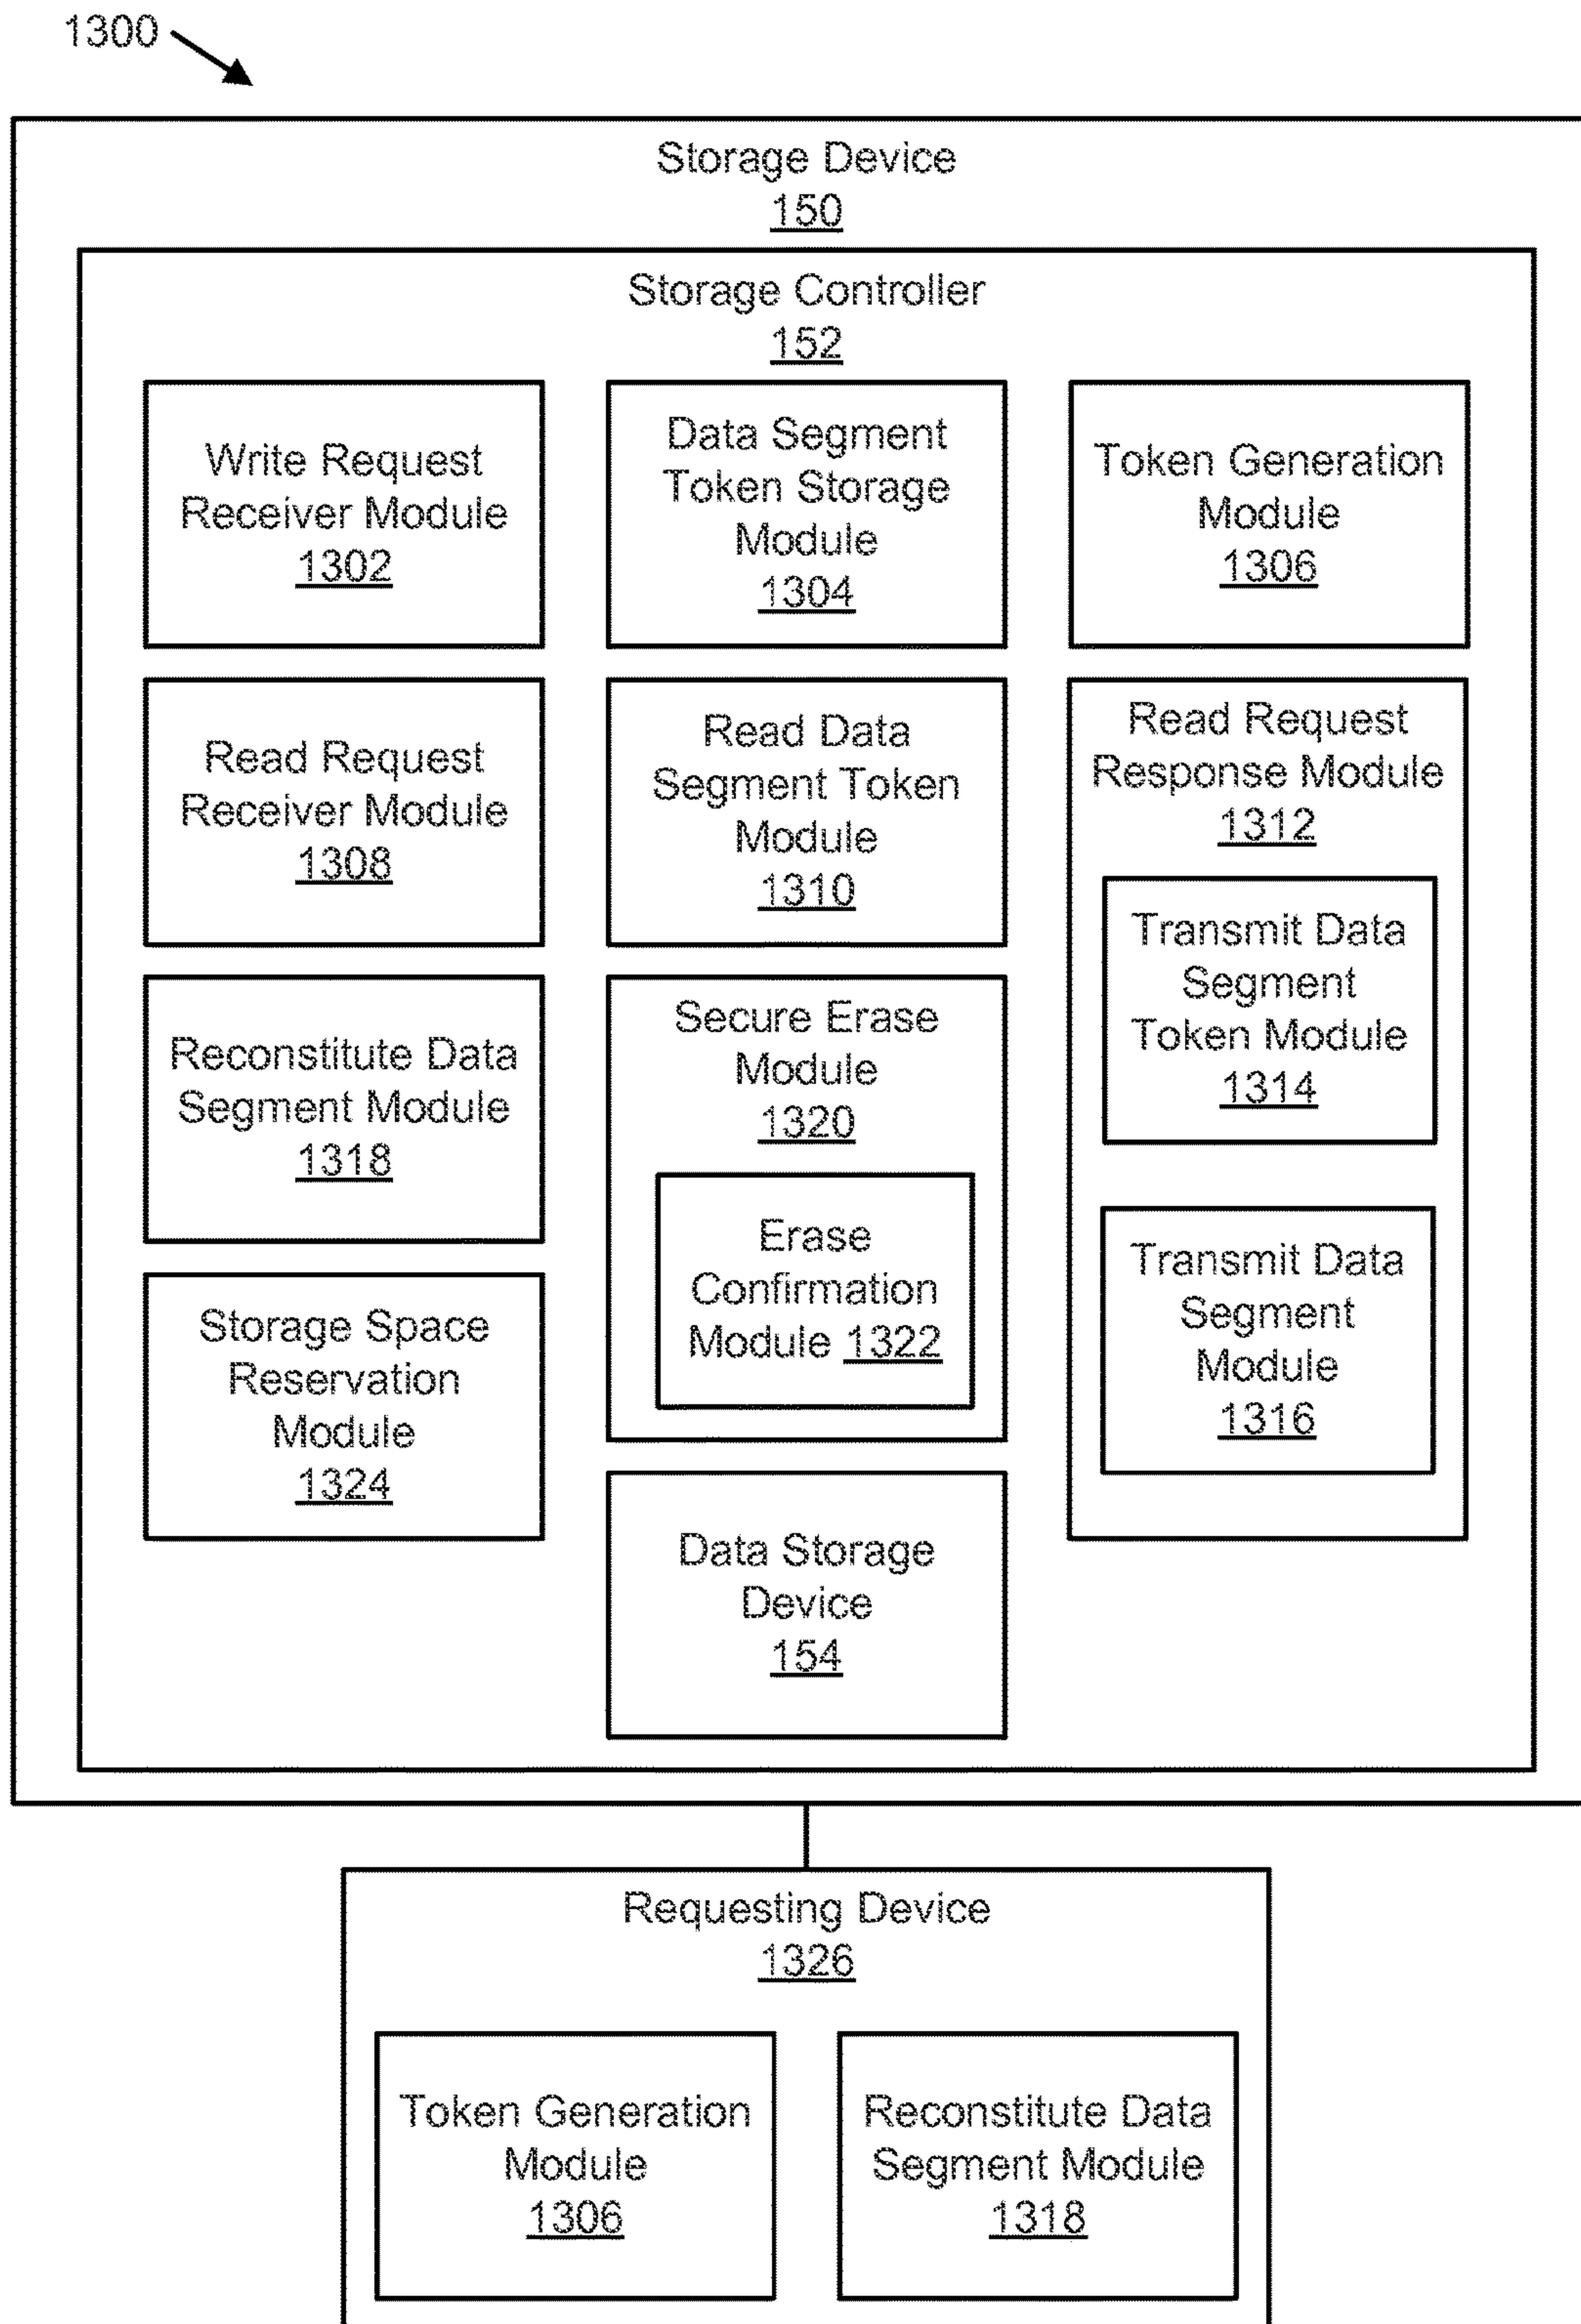 1300
Storage Device
150
Storage Controller
152
Write Request
Receiver Module
1302
Data Segment
Token Storage
Module
1304
Token Generation
Module
1306
Read Request
Receiver Module
1308
Read Data
Segment Token
Module
1310
Read Request
Response Module
1312
Transmit Data
Segment
Token Module
1314
Transmit Data
Segment
Module
1316
Reconstitute Data
Segment Module
1318
Secure Erase
Module
1320
Erase
Confirmation
Module 1322
Storage Space
Reservation
Module
1324
Data Storage
Device
154
Requesting Device
1326
Token Generation
Module
1306
Reconstitute Data
Segment Module
1318